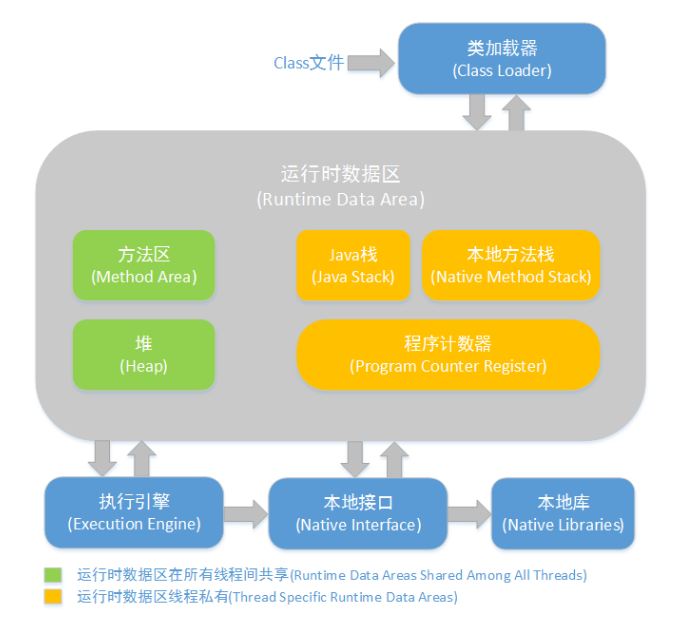 类加载器
(Class Loader)
Class文件
运行时数据区
(Runtime Data Area)
方法区
(Method Area)
Java栈
(Java Stack)
本地方法栈
(Native Method Stack)
堆
(Heap)
程序计数器
(Program Counter Register)
执行引擎
(Execution Engine)
本地接口
(Native Interface)
本地库
(Native Libraries)
运行时数据区在所有线程间共享(Runtime Data Areas Shared Among All Threads)
运行时数据区线程私有(Thread Specific Runtime Data Areas)